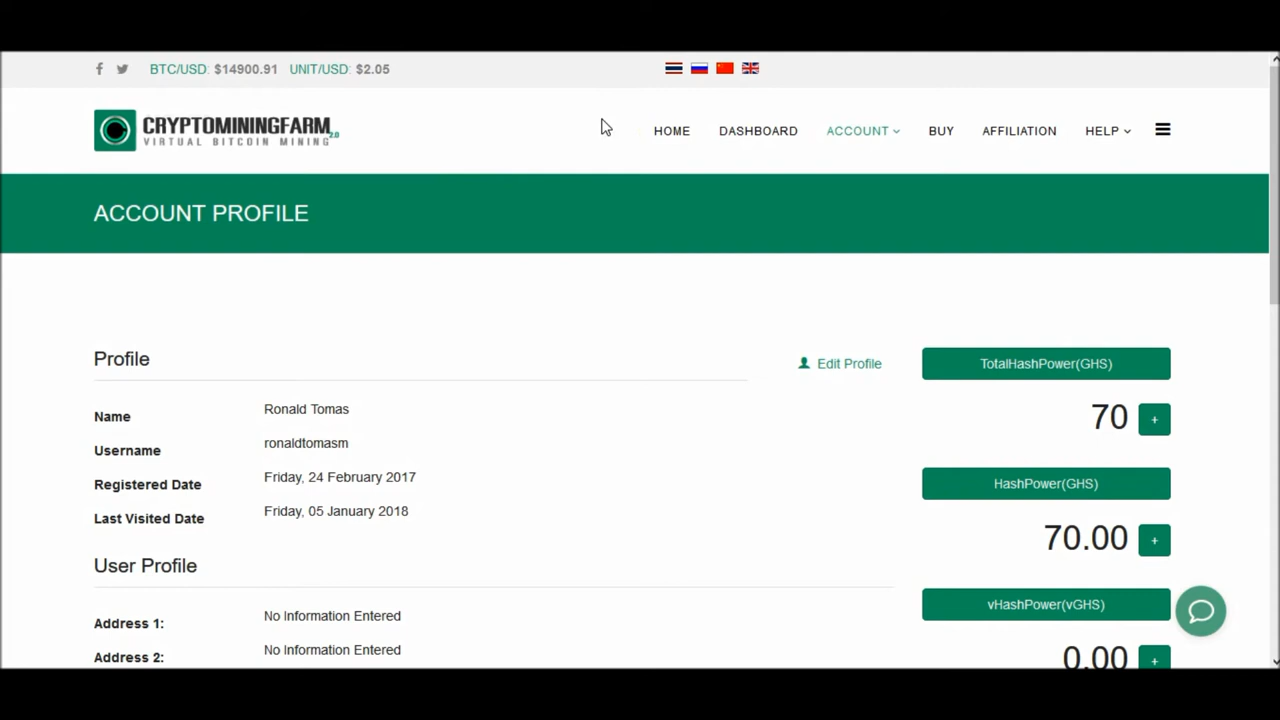 BTC/USD: $14900.91 UNIT/USD: $2.05
CRYPTOMININGFARM 2.0
VIRTUAL BITCOIN MINING
HOME DASHBOARD ACCOUNT BUY AFFILIATION HELP
ACCOUNT PROFILE
Profile
Edit Profile
Name Ronald Tomas
Username ronaldtomasm
Registered Date Friday, 24 February 2017
Last Visited Date Friday, 05 January 2018
User Profile
Address 1: No Information Entered
Address 2: No Information Entered
TotalHashPower(GHS)
70 +
HashPower(GHS)
70.00 +
vHashPower(vGHS)
0.00 +